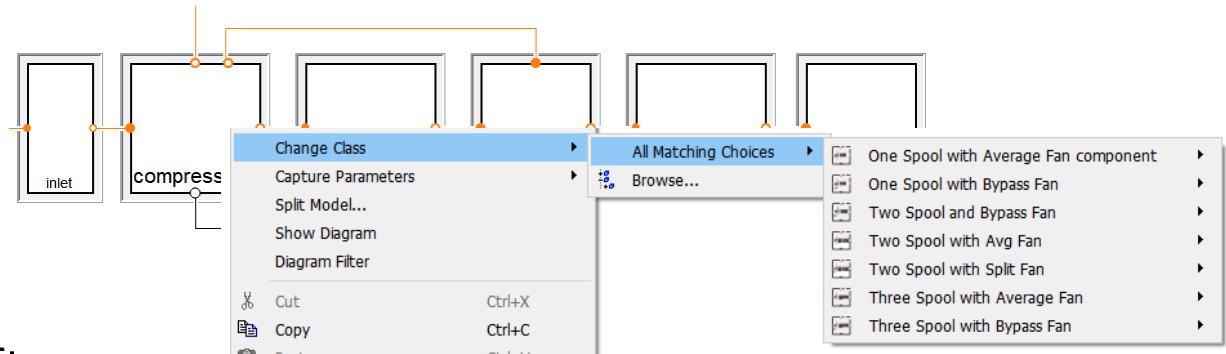 inlet
compress
Change Class
Capture Parameters
Split Model...
Show Diagram
Diagram Filter
Cut Ctrl+X
Copy Ctrl+C
All Matching Choices
Browse...
One Spool with Average Fan component
One Spool with Bypass Fan
Two Spool and Bypass Fan
Two Spool with Avg Fan
Two Spool with Split Fan
Three Spool with Average Fan
Three Spool with Bypass Fan